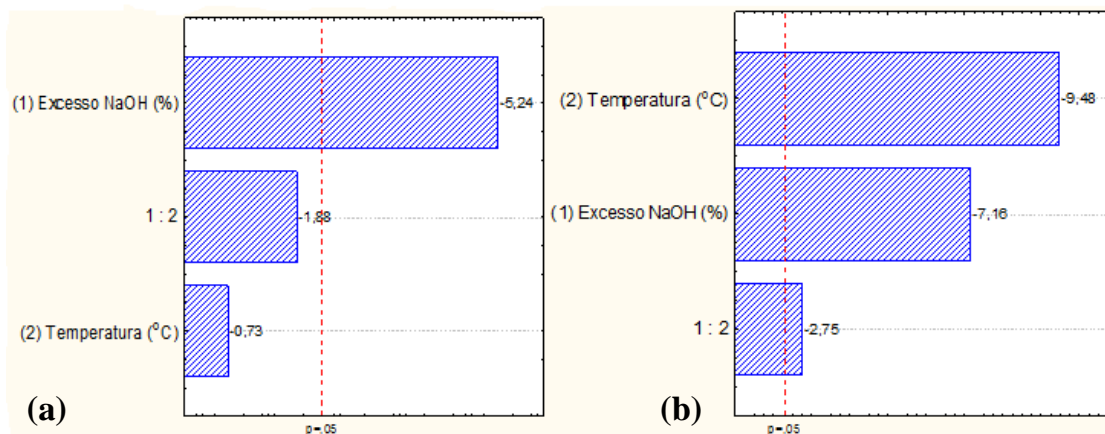 (1) Excesso NaOH (%)
-5,24
1 : 2
-1,88
(2) Temperatura (°C)
-0,73
(a)
p=,05
(2) Temperatura (°C)
-9,48
(1) Excesso NaOH (%)
-7,16
1 : 2
-2,75
(b)
p=,05